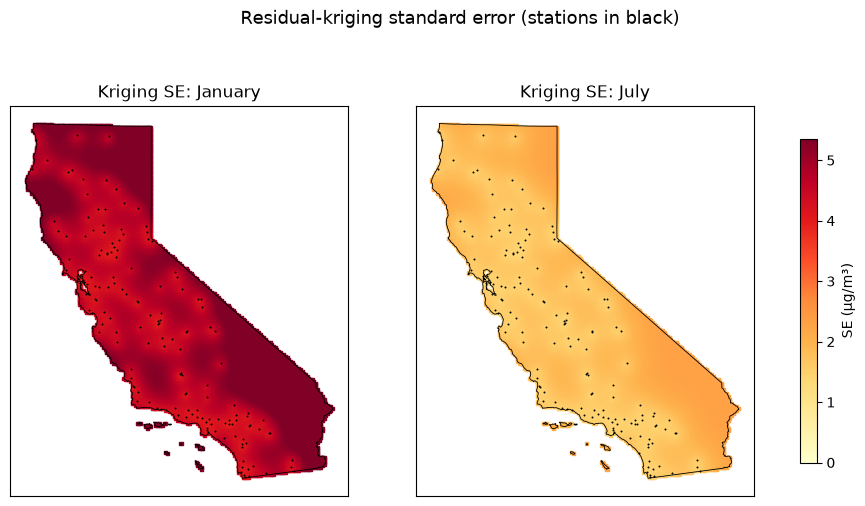 Residual-kriging standard error (stations in black)
Kriging SE: January
Kriging SE: July
5
4
3
2
1
0
SE (µg/m³)